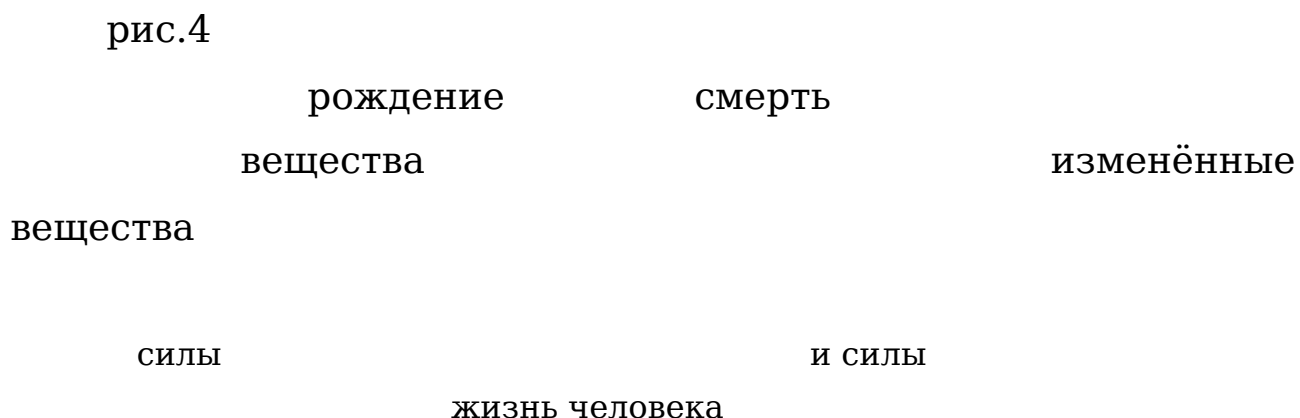 рис.4
рождение смерть
вещества изменённые
вещества
силы и силы
жизнь человека